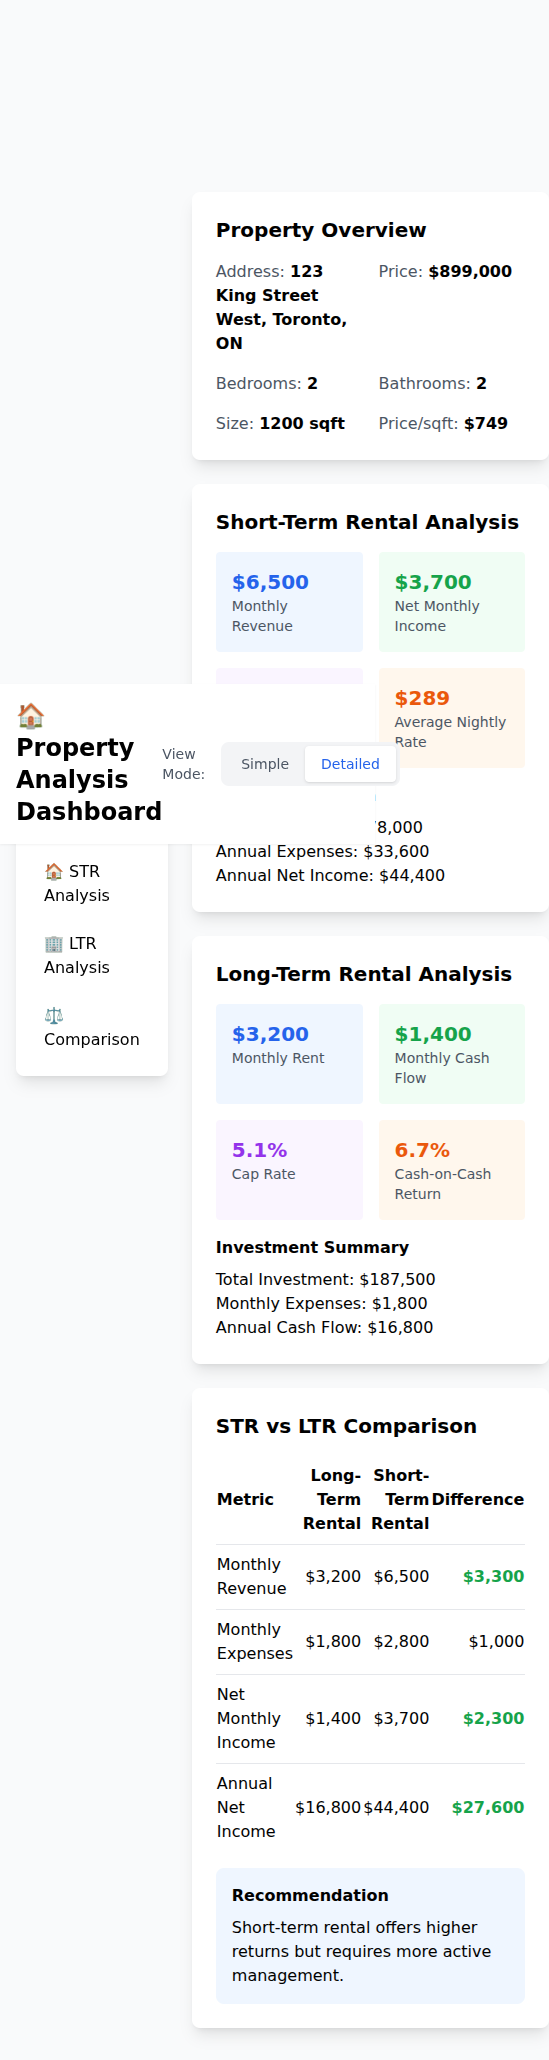 Property Overview
Address: 123 King Street West, Toronto, ON
Price: $899,000
Bedrooms: 2
Bathrooms: 2
Size: 1200 sqft
Price/sqft: $749
Short-Term Rental Analysis
$6,500
Monthly
Revenue
$3,700
Net Monthly
Income
$289
Average Nightly
Rate
🏠
Property
Analysis
Dashboard
View
Mode:
Simple
Detailed
8,000
Annual Expenses: $33,600
Annual Net Income: $44,400
🏠 STR
Analysis
🏢 LTR
Analysis
⚖️
Comparison
Long-Term Rental Analysis
$3,200
Monthly Rent
$1,400
Monthly Cash
Flow
5.1%
Cap Rate
6.7%
Cash-on-Cash
Return
Investment Summary
Total Investment: $187,500
Monthly Expenses: $1,800
Annual Cash Flow: $16,800
STR vs LTR Comparison
Metric Long-Term Rental Short-Term Rental Difference
Monthly Revenue $3,200 $6,500 $3,300
Monthly Expenses $1,800 $2,800 $1,000
Net Monthly Income $1,400 $3,700 $2,300
Annual Net Income $16,800 $44,400 $27,600
Recommendation
Short-term rental offers higher
returns but requires more active
management.